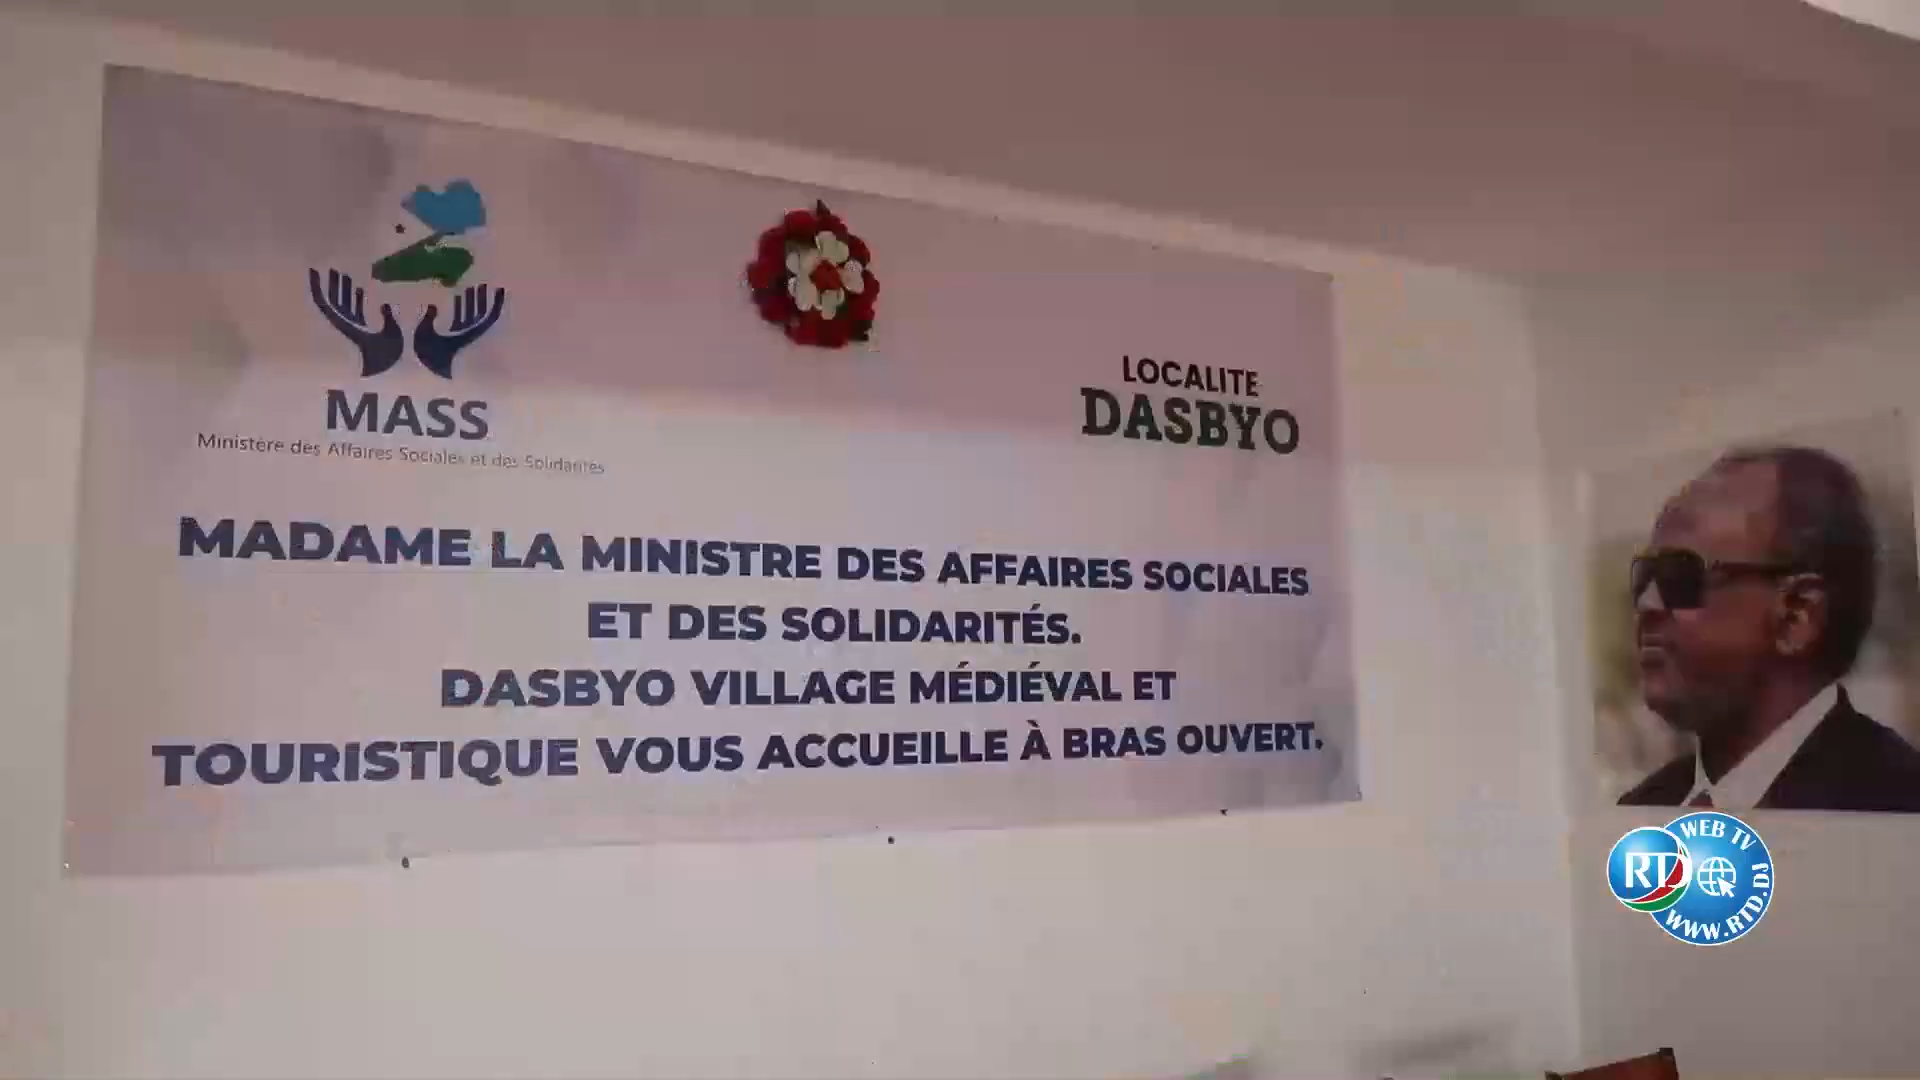 MASS
Ministère des Affaires Sociales et des Solidarités
LOCALITE
DASBYO
MADAME LA MINISTRE DES AFFAIRES SOCIALES
ET DES SOLIDARITÉS.
DASBYO VILLAGE MÉDIÉVAL ET
TOURISTIQUE VOUS ACCUEILLE À BRAS OUVERT.
WEB TV
RTD
WWW.RTD.DJ